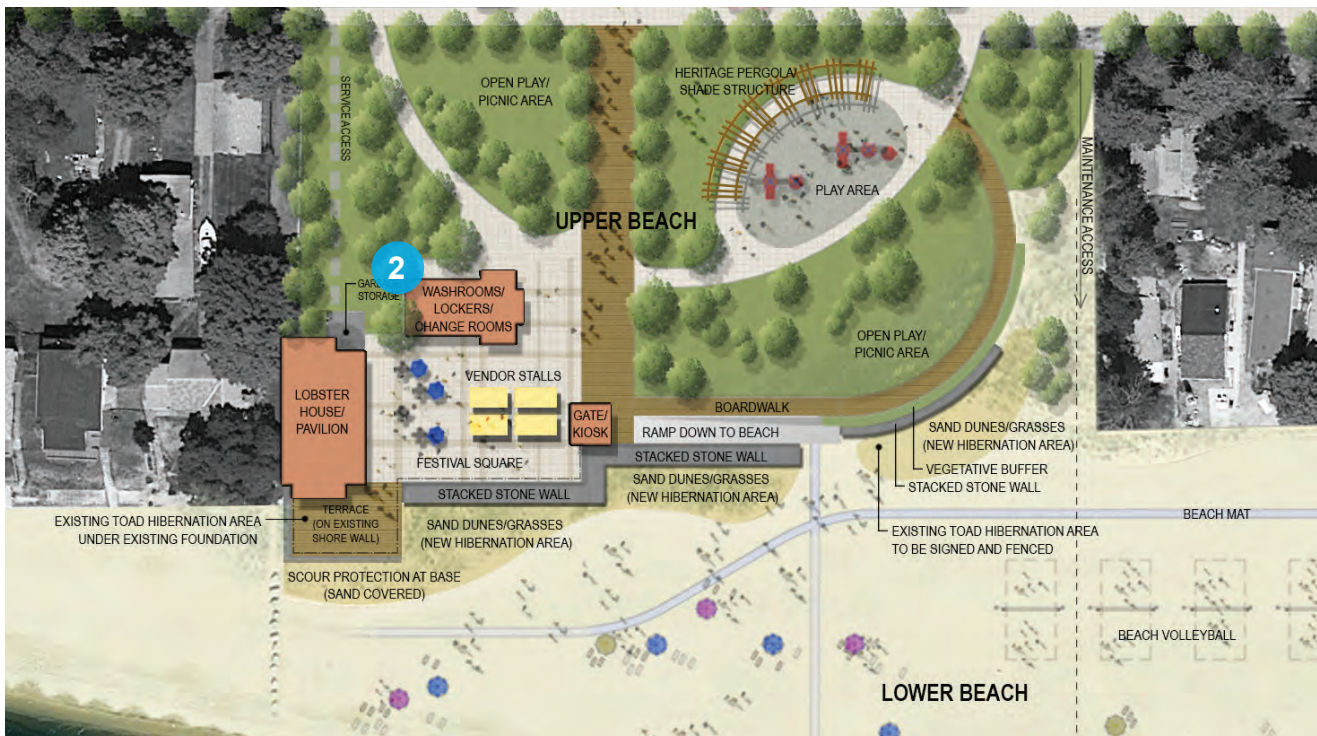 SERVICE ACCESS
OPEN PLAY/
PICNIC AREA
HERITAGE PERGOLA/
SHADE STRUCTURE
PLAY AREA
MAINTENANCE ACCESS
UPPER BEACH
2
STORAGE
WASHROOMS/
LOCKERS/
CHANGE ROOMS
OPEN PLAY/
PICNIC AREA
VENDOR STALLS
LOBSTER
HOUSE/
PAVILION
GATE/
KIOSK
BOARDWALK
RAMP DOWN TO BEACH
SAND DUNES/GRASSES
(NEW HIBERNATION AREA)
FESTIVAL SQUARE
STACKED STONE WALL
VEGETATIVE BUFFER
STACKED STONE WALL
SAND DUNES/GRASSES
(NEW HIBERNATION AREA)
STACKED STONE WALL
TERRACE
(ON EXISTING
SHORE WALL)
EXISTING TOAD HIBERNATION AREA
UNDER EXISTING FOUNDATION
SAND DUNES/GRASSES
(NEW HIBERNATION AREA)
BEACH MAT
EXISTING TOAD HIBERNATION AREA
TO BE SIGNED AND FENCED
SCOUR PROTECTION AT BASE
(SAND COVERED)
BEACH VOLLEYBALL
LOWER BEACH